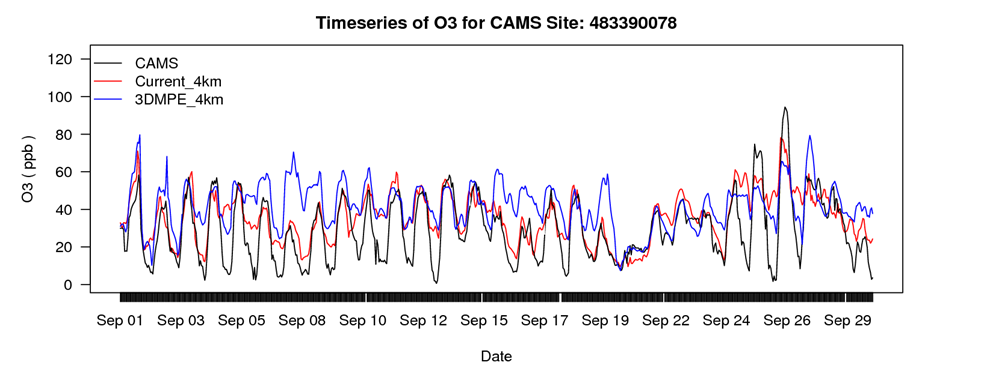 Timeseries of O3 for CAMS Site: 483390078
CAMS
Current_4km
3DMPE_4km
O3 ( ppb )
120
100
80
60
40
20
0
Sep 01 Sep 03 Sep 05 Sep 08 Sep 10 Sep 12 Sep 15 Sep 17 Sep 19 Sep 22 Sep 24 Sep 26 Sep 29
Date